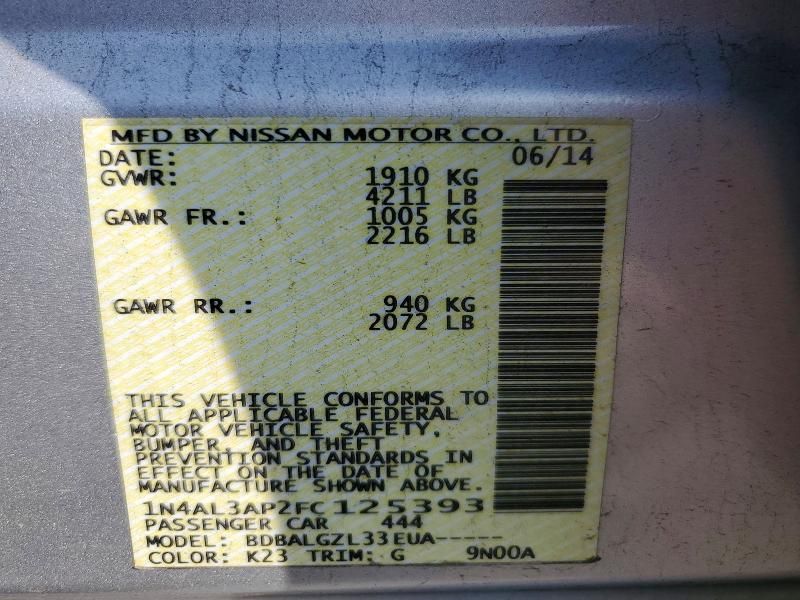 MFD BY NISSAN MOTOR CO., LTD.
DATE: 06/14
GVWR: 1910 KG
4211 LB
GAWR FR.: 1005 KG
2216 LB
GAWR RR.: 940 KG
2072 LB
THIS VEHICLE CONFORMS TO
ALL APPLICABLE FEDERAL
MOTOR VEHICLE SAFETY,
BUMPER, AND THEFT
PREVENTION STANDARDS IN
EFFECT ON THE DATE OF
MANUFACTURE SHOWN ABOVE.
1N4AL3AP2FC125393
PASSENGER CAR 444
MODEL: BDBALGZL33EUA-----
COLOR: K23 TRIM: G 9N00A